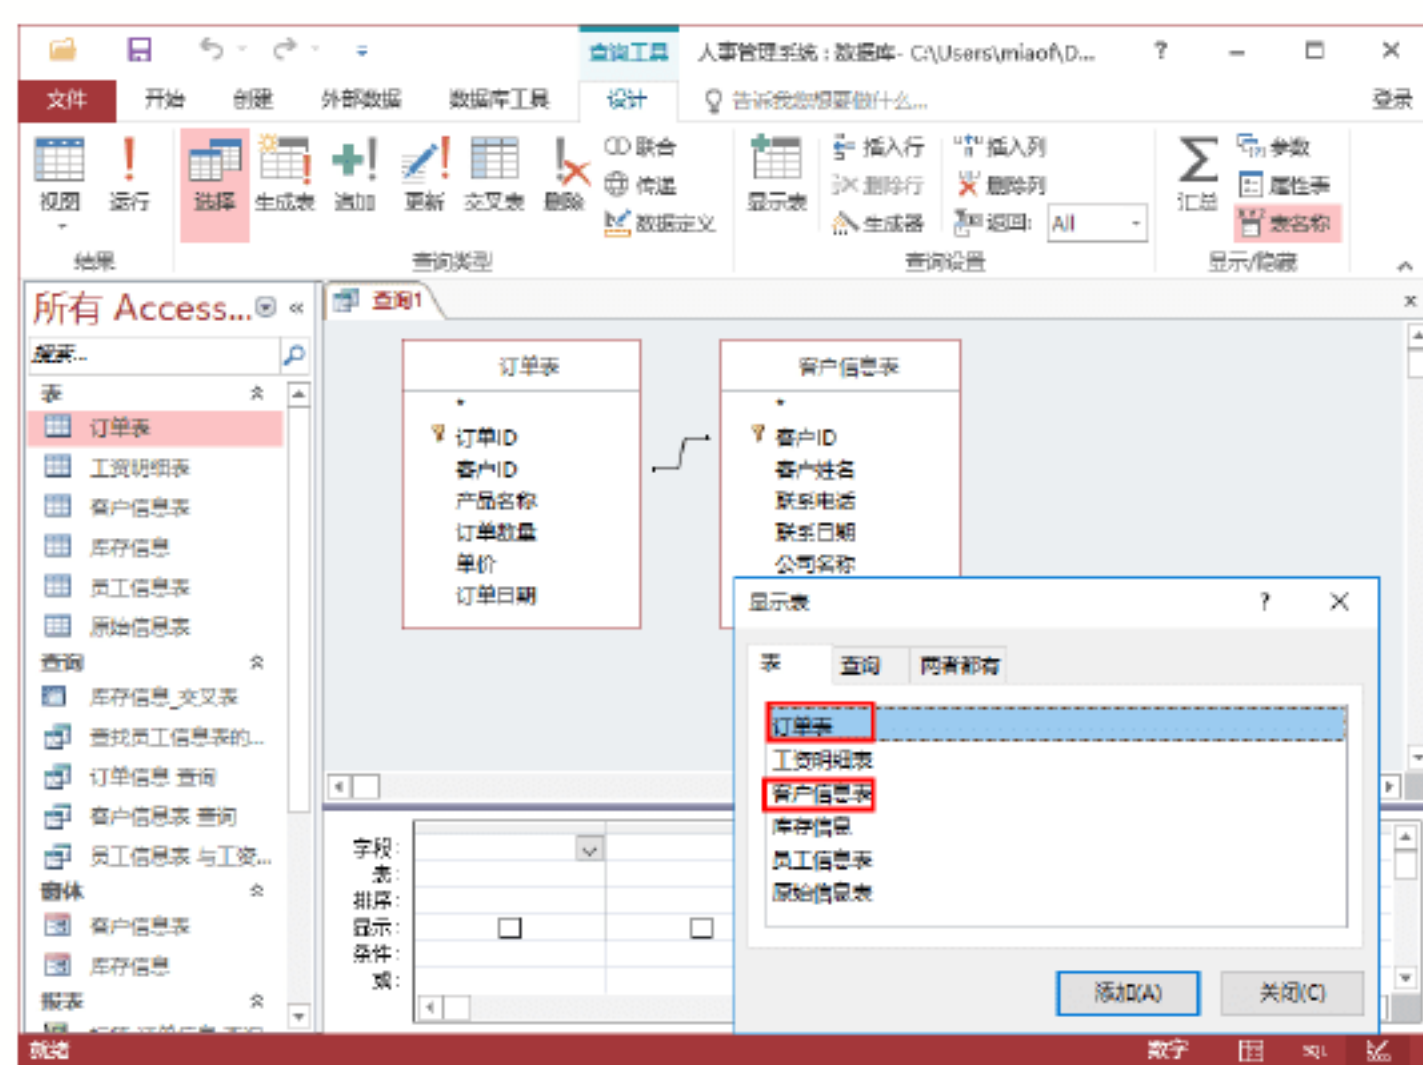 查询工具 人事管理系统 : 数据库- C:\Users\miaof\D... ?
文件 开始 创建 外部数据 数据库工具 设计 告诉我您想要做什么... 登录
视图 运行 选择 生成表 追加 更新 交叉表 删除 联合 传递 数据定义 显示表 插入行 删除行 生成器 插入列 删除列 返回: All 汇总 参数 属性表 表名称
结果 查询类型 查询设置 显示/隐藏
所有 Access... «
搜索...
表
订单表
工资明细表
客户信息表
库存信息
员工信息表
原始信息表
查询
库存信息_交叉表
查找员工信息表的...
订单信息 查询
客户信息表 查询
员工信息表 与工资...
窗体
客户信息表
库存信息
报表
标签 订单信息 查询
查询1
订单表
*
订单ID
客户ID
产品名称
订单数量
单价
订单日期
客户信息表
*
客户ID
客户姓名
联系电话
联系日期
公司名称
字段:
表:
排序:
显示:
条件:
或:
显示表 ?
表 查询 两者都有
订单表
工资明细表
客户信息表
库存信息
员工信息表
原始信息表
添加(A) 关闭(C)
就绪 数字 SQL